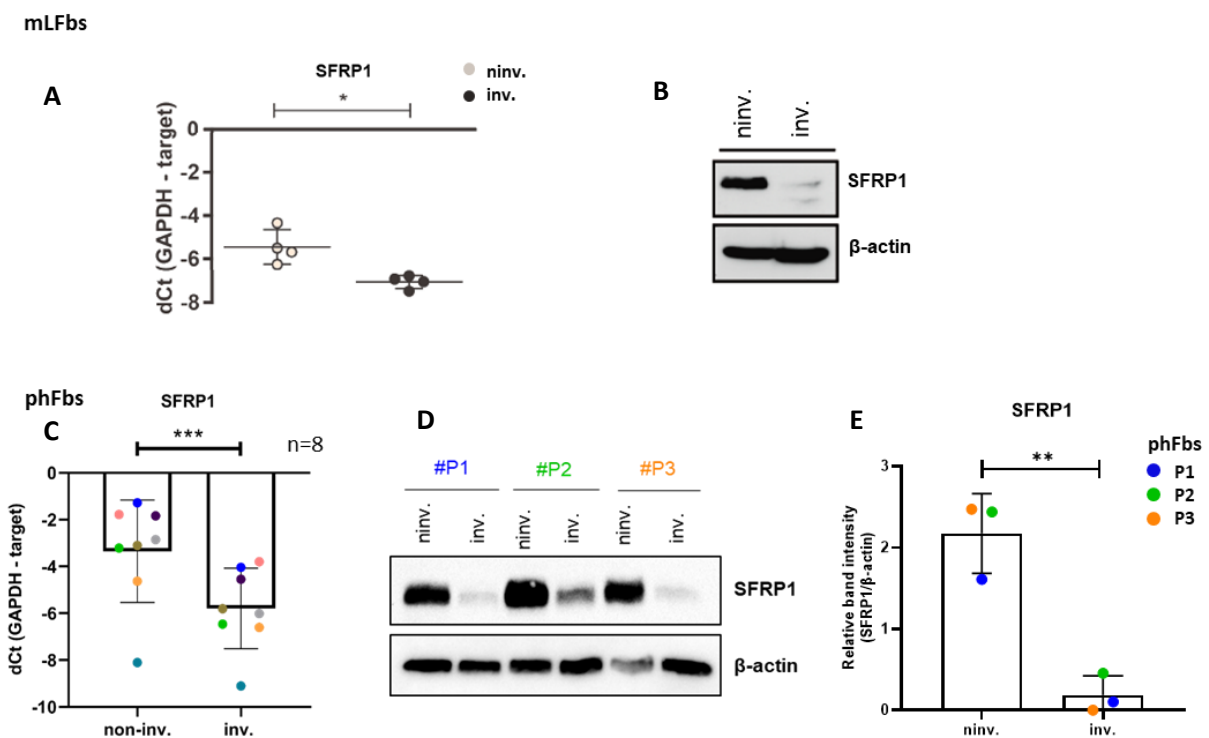 mLFbs
A
SFRP1
ninv.
inv.
*
dCt (GAPDH - target)
0
-2
-4
-6
-8
B
ninv.
inv.
SFRP1
β-actin
phFbs
C
SFRP1
***
n=8
dCt (GAPDH - target)
0
-2
-4
-6
-8
-10
non-inv.
inv.
D
#P1
#P2
#P3
ninv.
inv.
ninv.
inv.
ninv.
inv.
SFRP1
β-actin
E
SFRP1
**
phFbs
P1
P2
P3
Relative band intensity
(SFRP1/β-actin)
3
2
1
0
ninv.
inv.